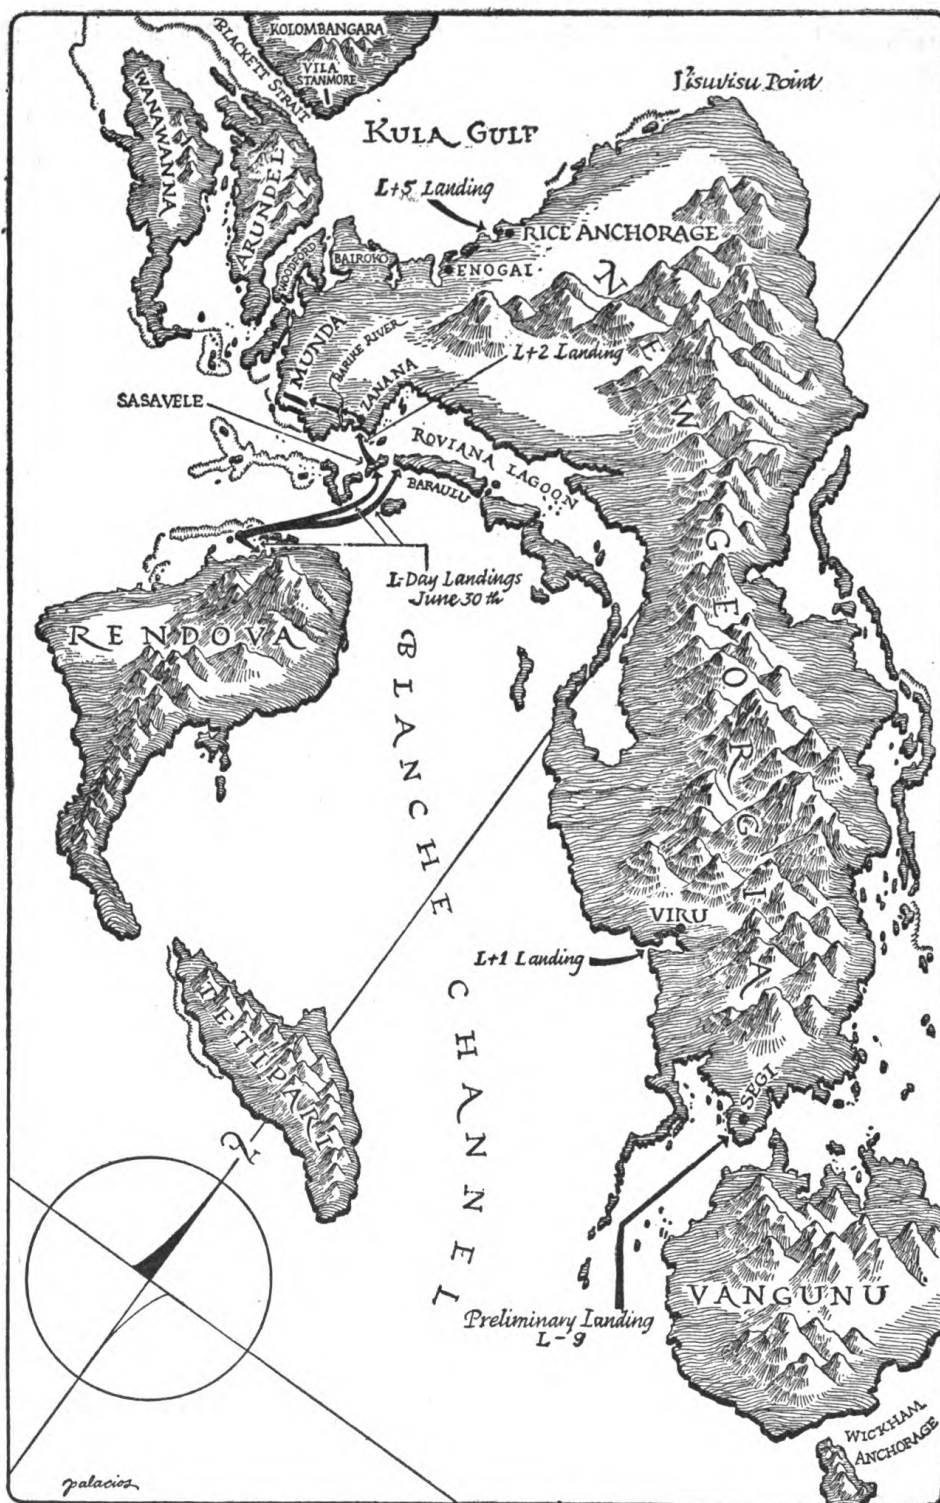 KOLOMBANGARA
VILA
STANMORE
BLACKETT STRAIT
WANAWANNA
ARUNDEL
Visuvisu Point
KULA GULF
L+5 Landing
RICE ANCHORAGE
WOODFORD
BAIROKO
ENOGAI
NEW GEORGIA
MUNDA
BARIKE RIVER
ZANANA
L+2 Landing
SASAVELE
ROVIANA LAGOON
BARAULU
L-Day Landings
June 30th
RENDOVA
BLANCHE CHANNEL
VIRU
L+1 Landing
TETIPARI
SEGI
N
Preliminary Landing
L-9
VANGUNU
WICKHAM
ANCHORAGE
palacios